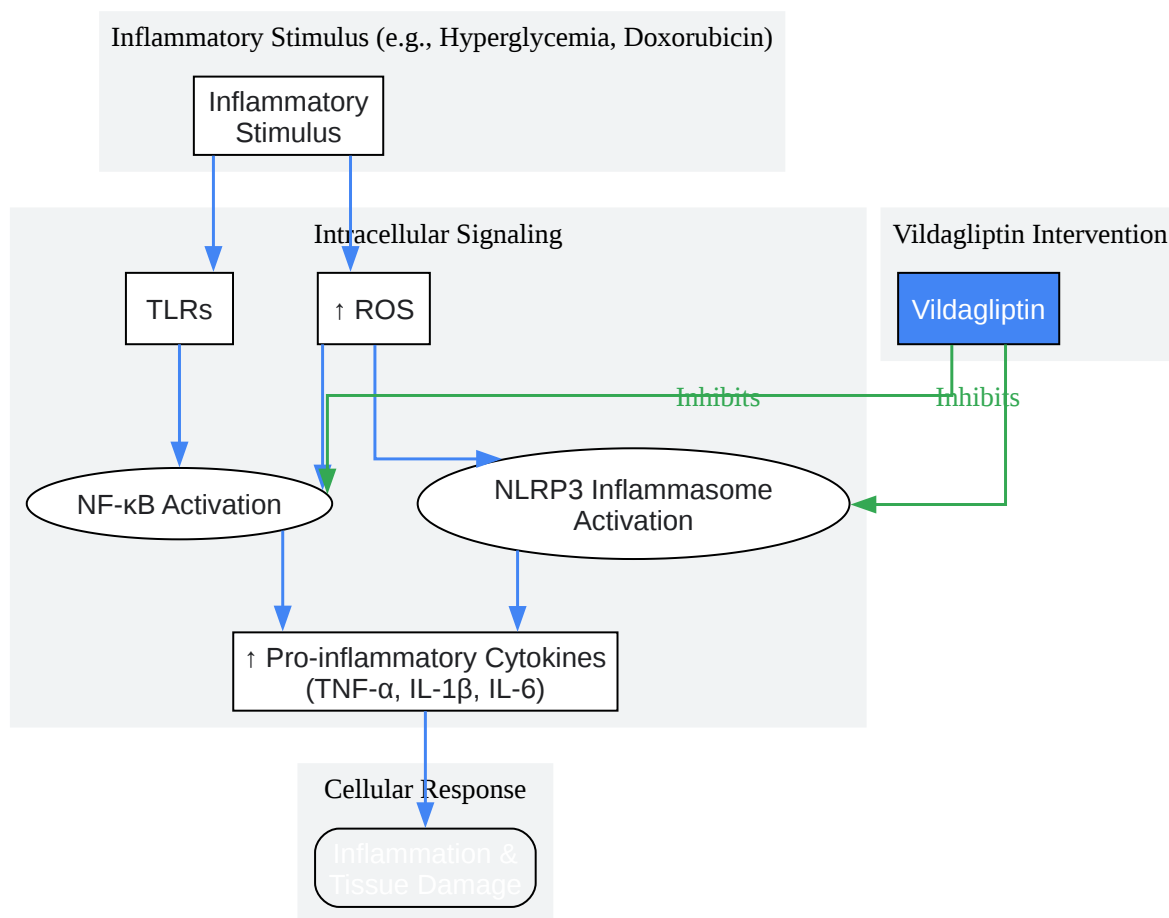 Inflammatory Stimulus (e.g., Hyperglycemia, Doxorubicin)
Inflammatory
Stimulus
Intracellular Signaling
Vildagliptin Intervention
TLRs
↑ ROS
Vildagliptin
Inhibits
Inhibits
NF-κB Activation
NLRP3 Inflammasome
Activation
↑ Pro-inflammatory Cytokines
(TNF-α, IL-1β, IL-6)
Cellular Response
Inflammation &
Tissue Damage